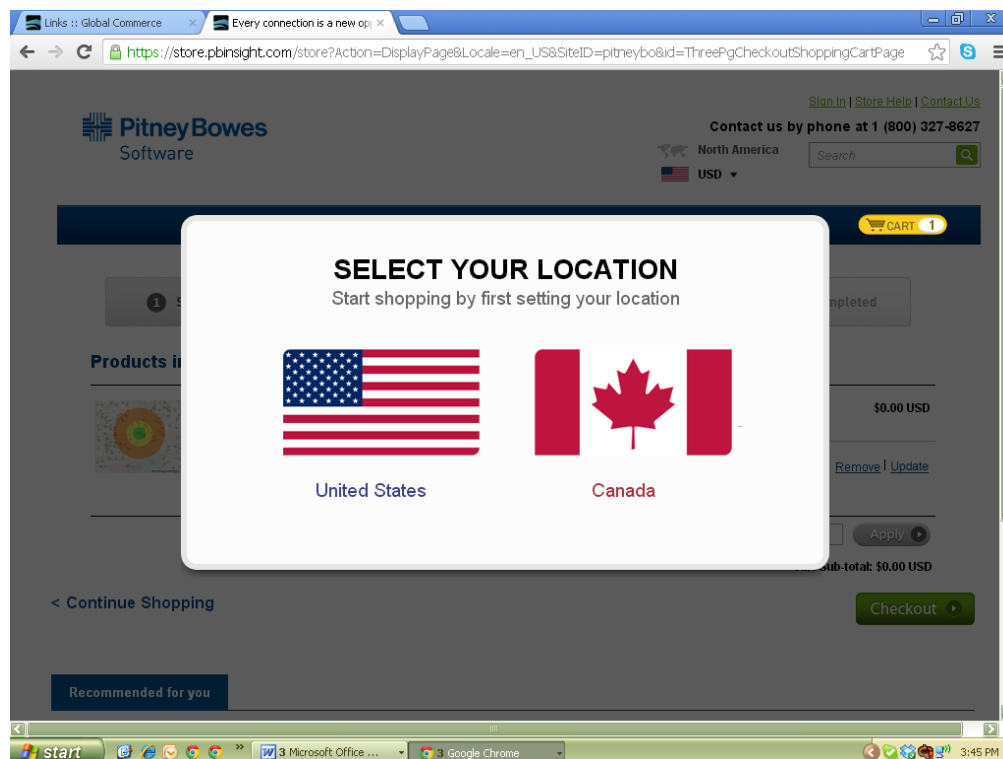 Links :: Global Commerce
Every connection is a new opp
https://store.pbinsight.com/store?Action=DisplayPage&Locale=en_US&SiteID=pitneybo&id=ThreePgCheckoutShoppingCartPage
Sign In | Store Help | Contact Us
Pitney Bowes
Software
Contact us by phone at 1 (800) 327-8627
North America
Search
USD
CART 1
SELECT YOUR LOCATION
Start shopping by first setting your location
1
mpleted
Products i
$0.00 USD
Remove | Update
United States
Canada
Apply
Sub-total: $0.00 USD
< Continue Shopping
Checkout
Recommended for you
start
3 Microsoft Office ...
3 Google Chrome
3:45 PM